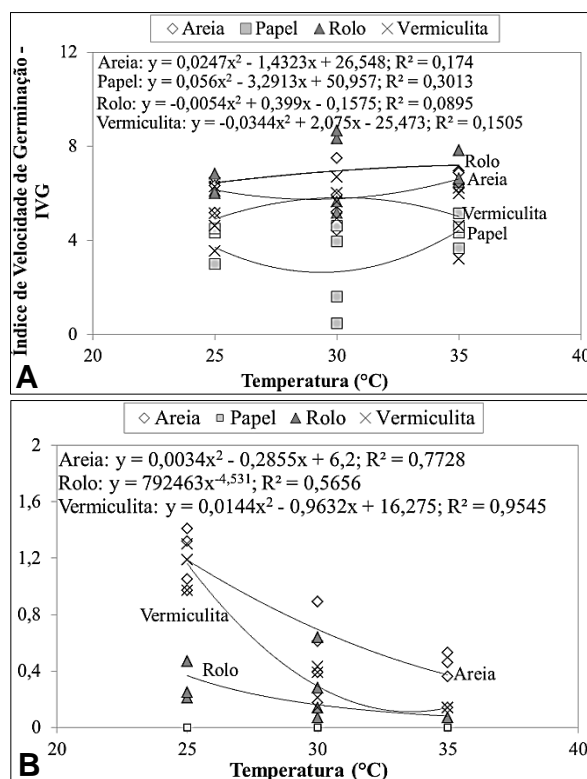 Areia Papel Rolo Vermiculita
12
8
4
0
Areia: y = 0,0247x² - 1,4323x + 26,548; R² = 0,174
Papel: y = 0,056x² - 3,2913x + 50,957; R² = 0,3013
Rolo: y = -0,0054x² + 0,399x - 0,1575; R² = 0,0895
Vermiculita: y = -0,0344x² + 2,075x - 25,473; R² = 0,1505
Rolo
Areia
Vermiculita
Papel
Índice de Velocidade de Germinação -
IVG
20 25 30 35 40
Temperatura (°C)
A
Areia Papel Rolo Vermiculita
2
1,6
1,2
0,8
0,4
0
Areia: y = 0,0034x² - 0,2855x + 6,2; R² = 0,7728
Rolo: y = 792463x⁻⁴,⁵³¹; R² = 0,5656
Vermiculita: y = 0,0144x² - 0,9632x + 16,275; R² = 0,9545
Vermiculita
Rolo
Areia
20 25 30 35 40
Temperatura (°C)
B